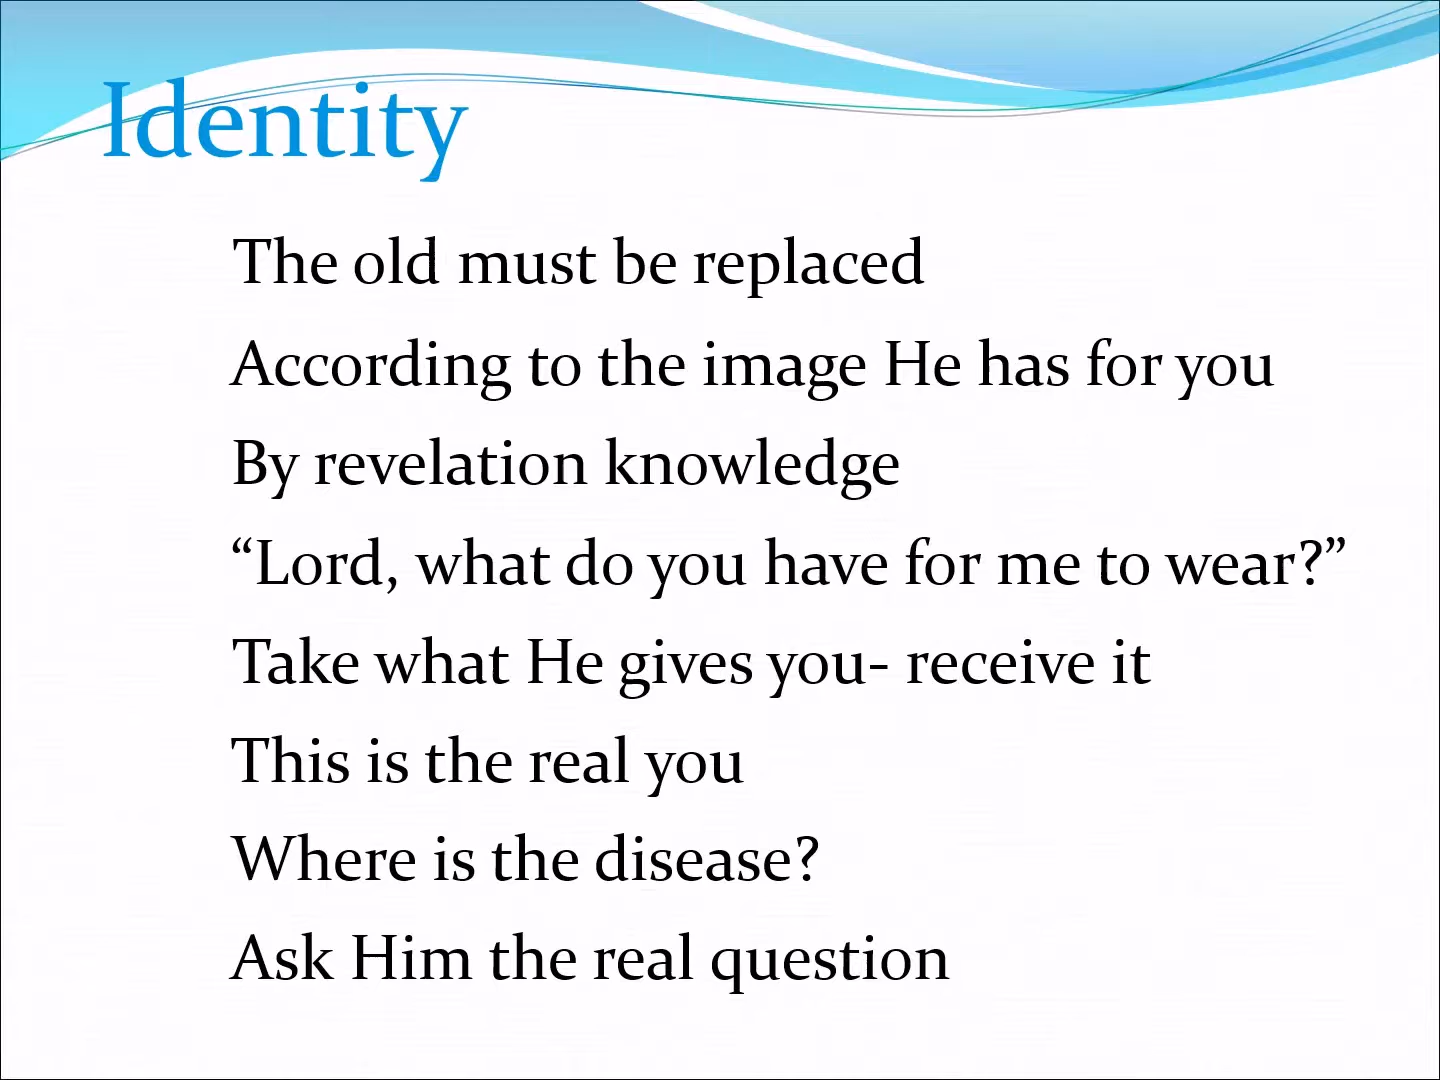 Identity
The old must be replaced
According to the image He has for you
By revelation knowledge
“Lord, what do you have for me to wear?”
Take what He gives you- receive it
This is the real you
Where is the disease?
Ask Him the real question